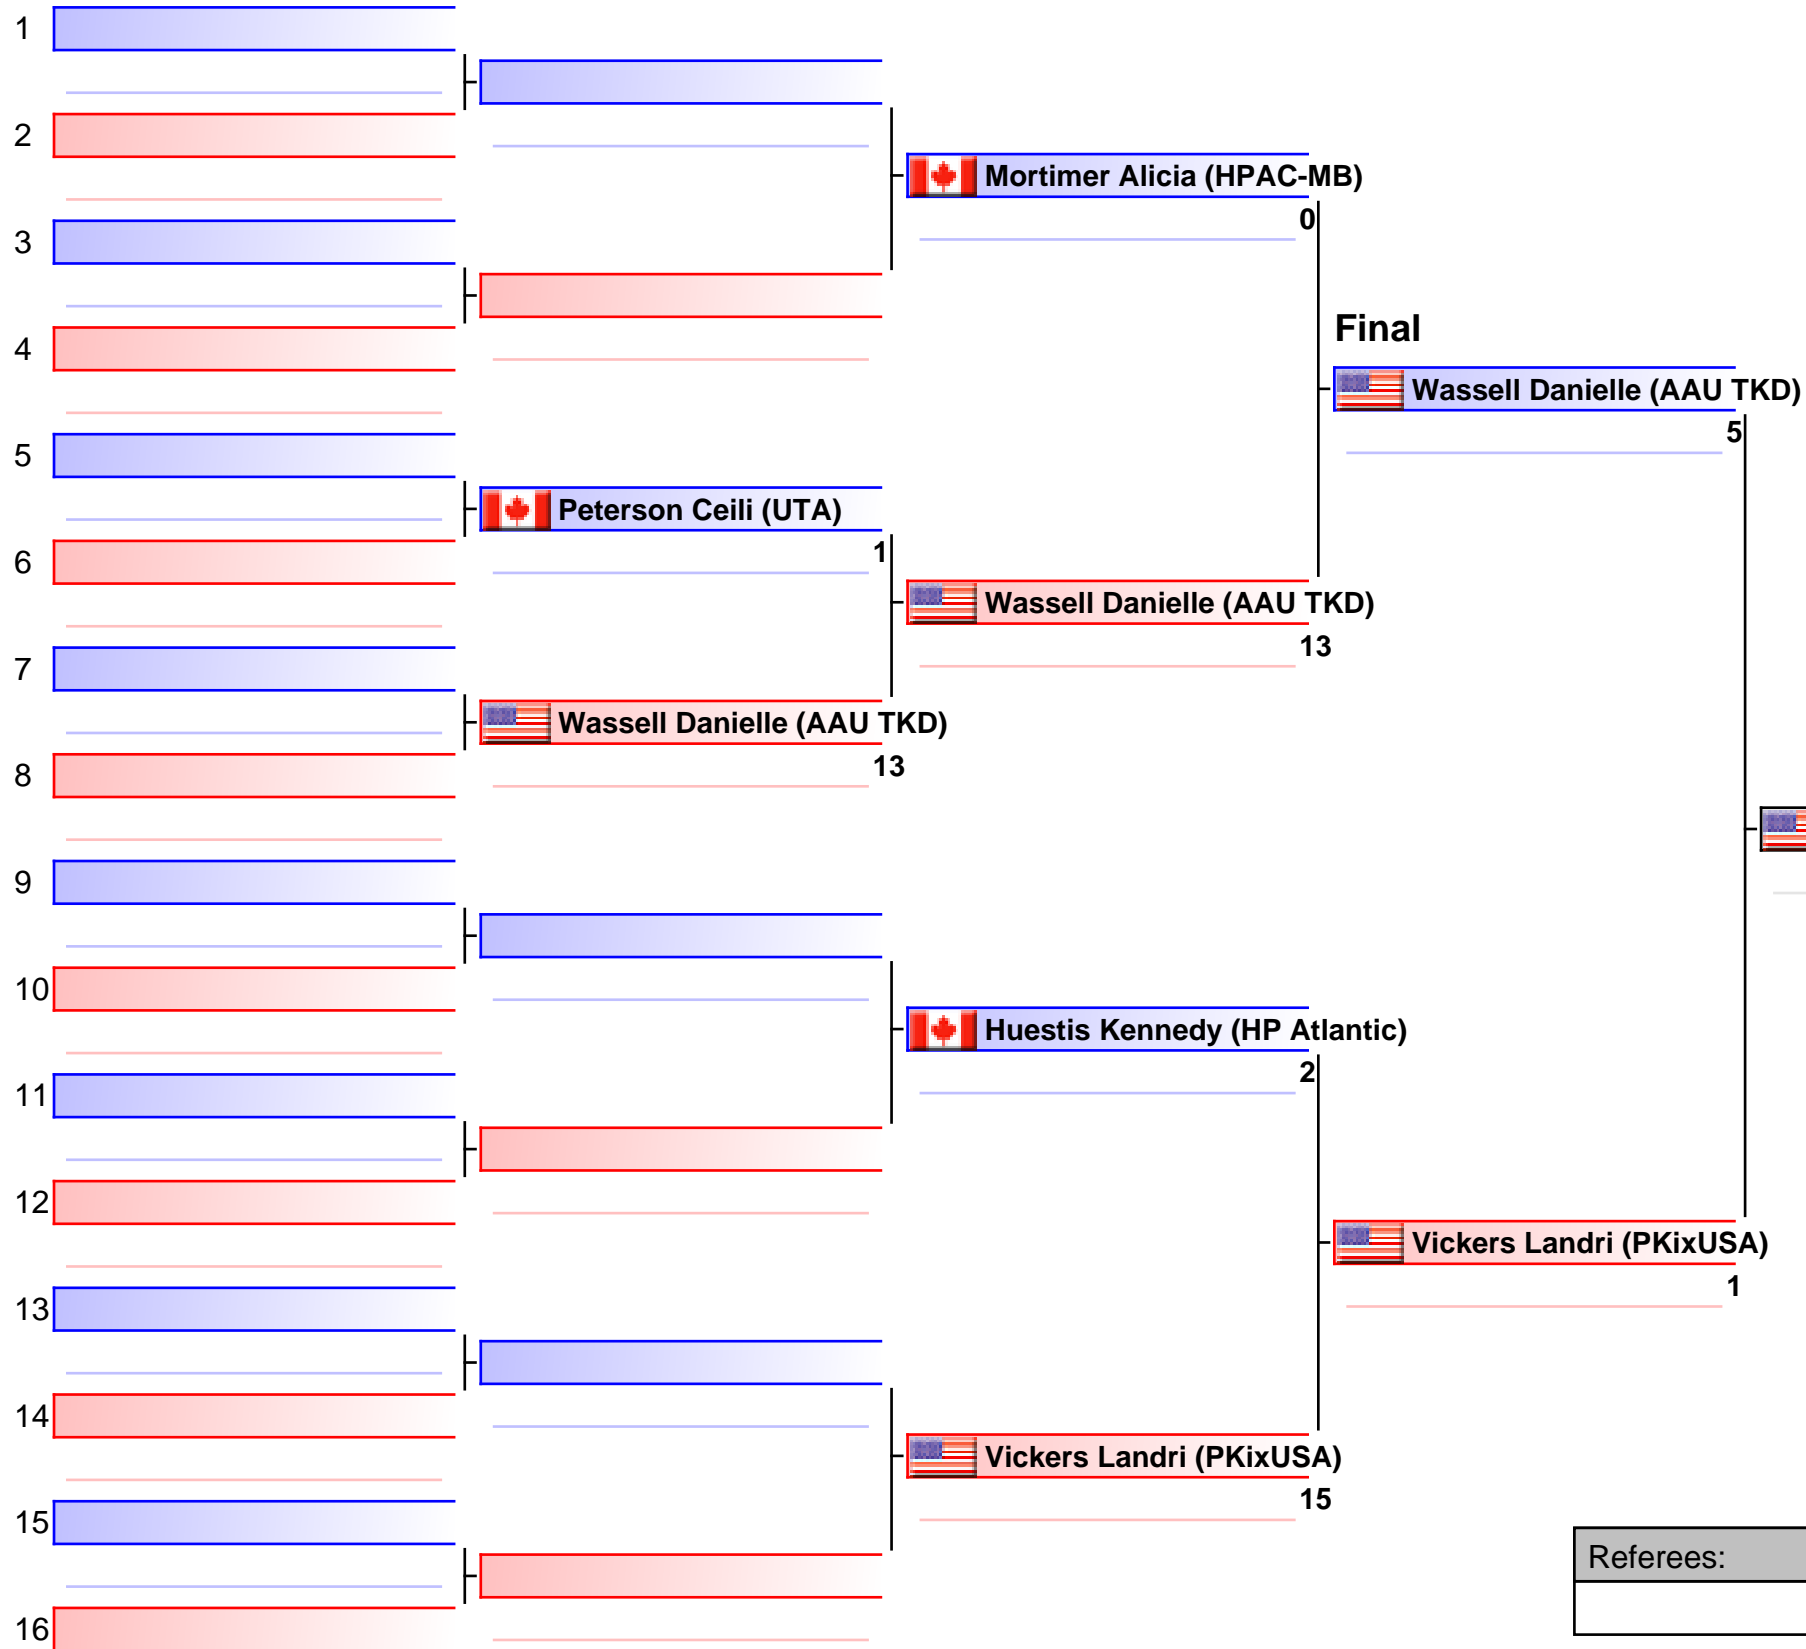 1
2
Mortimer Alicia (HPAC-MB)
0
3
Final
4
Wassell Danielle (AAU TKD)
5
5
Peterson Ceili (UTA)
1
6
Wassell Danielle (AAU TKD)
13
7
Wassell Danielle (AAU TKD)
13
8
9
10
Huestis Kennedy (HP Atlantic)
2
11
12
Vickers Landri (PKixUSA)
1
13
14
Vickers Landri (PKixUSA)
15
15
Referees:
16